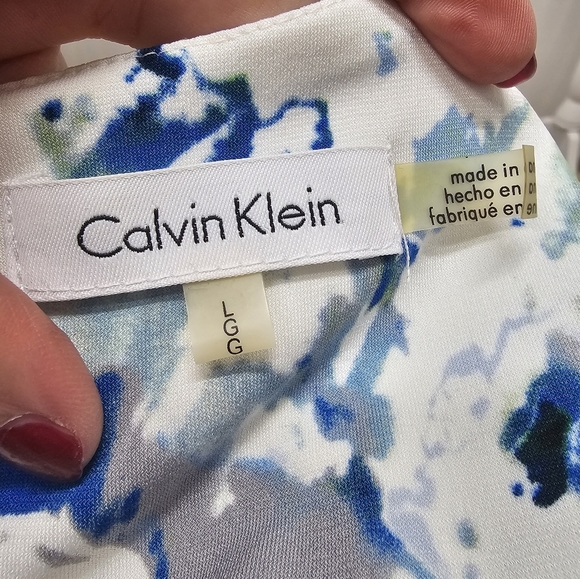 Calvin Klein
made in
hecho en
fabriqué en
L
G
G